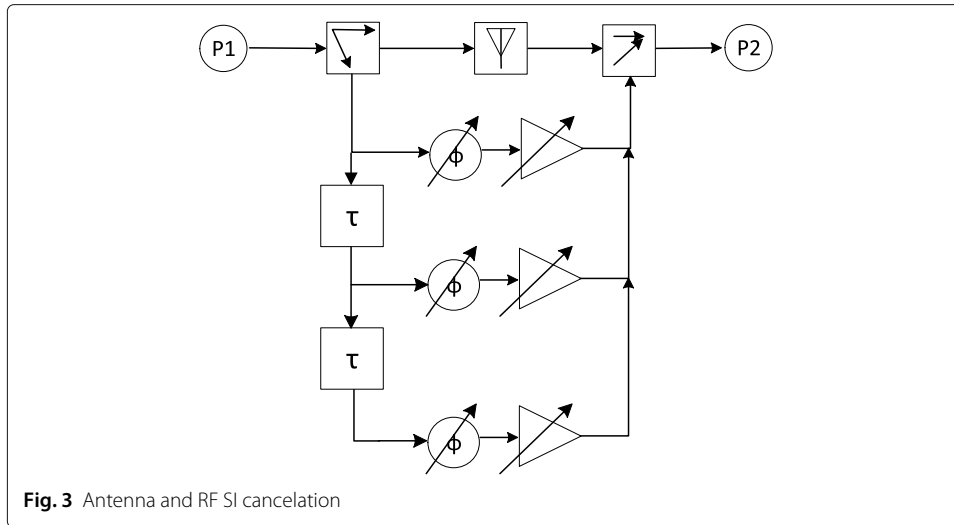 P1
P2
ϕ
τ
ϕ
τ
ϕ
Fig. 3 Antenna and RF SI cancelation